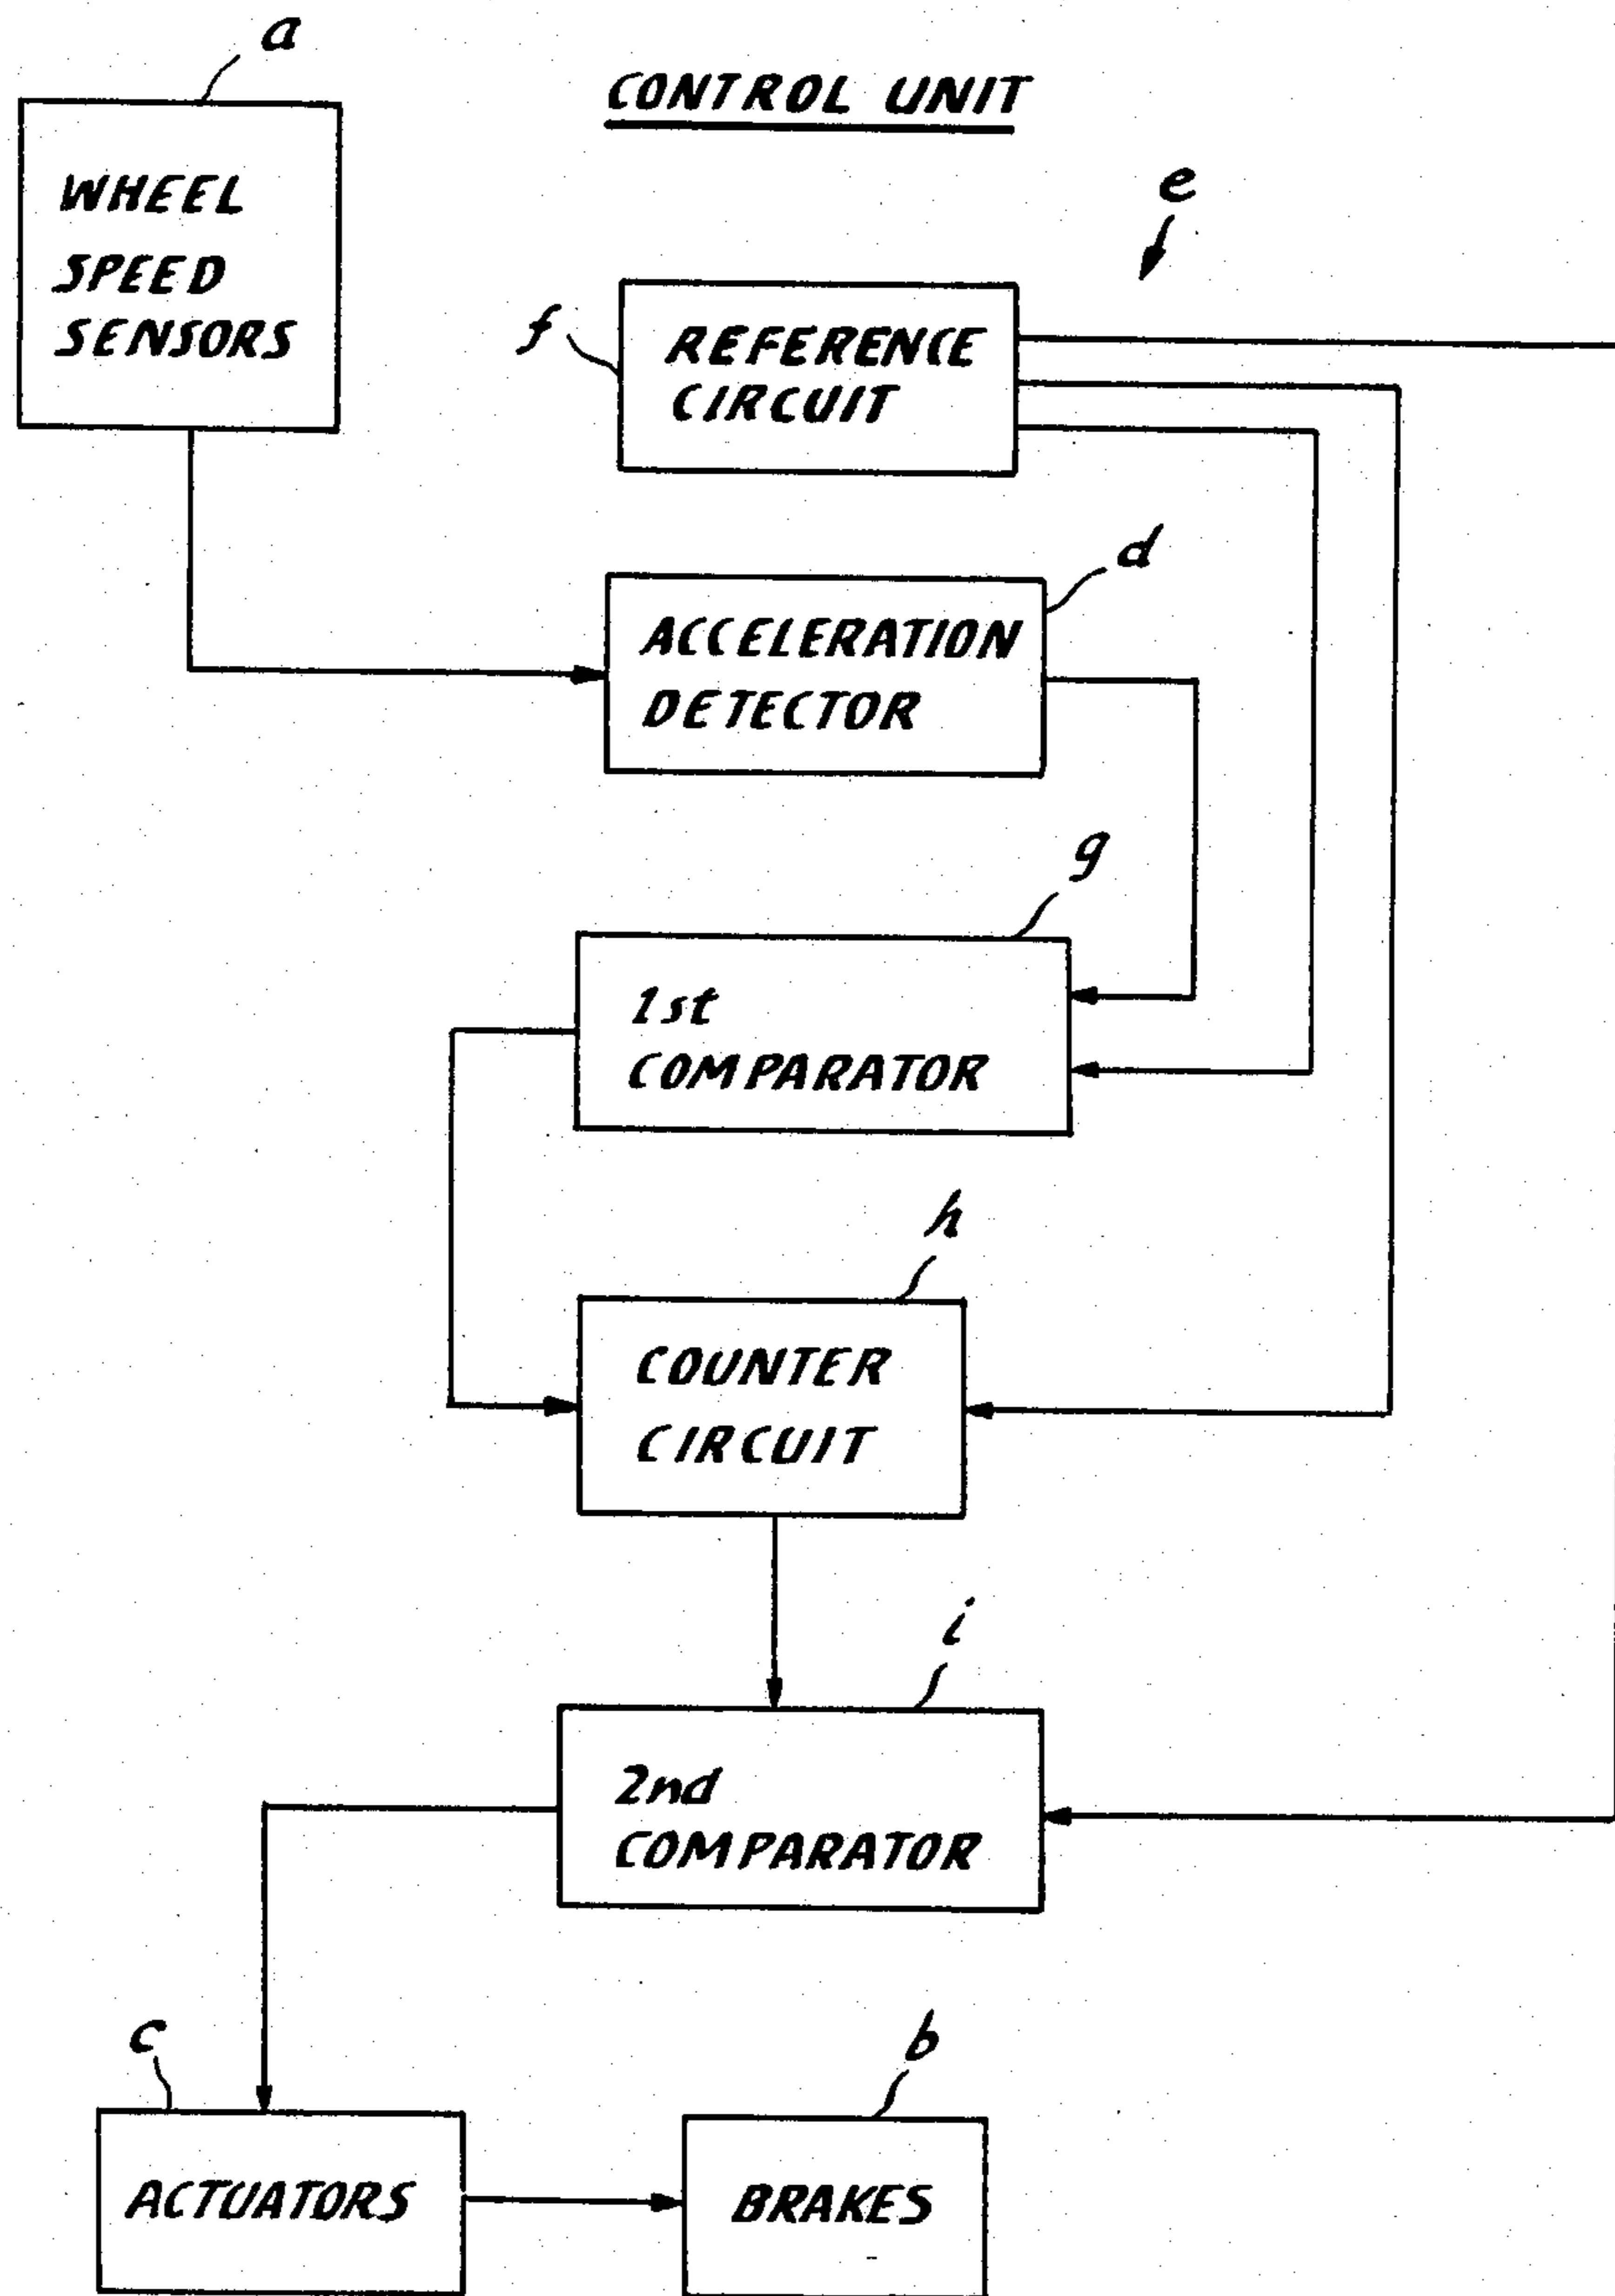 a
CONTROL UNIT
WHEEL
SPEED
SENSORS
e
f
REFERENCE
CIRCUIT
d
ACCELERATION
DETECTOR
g
1st
COMPARATOR
h
COUNTER
CIRCUIT
i
2nd
COMPARATOR
c
b
ACTUATORS
BRAKES